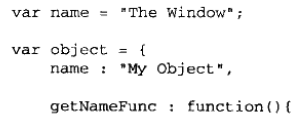 var name = "The Window";
var object = {
name : "My Object",
getNameFunc : function(){